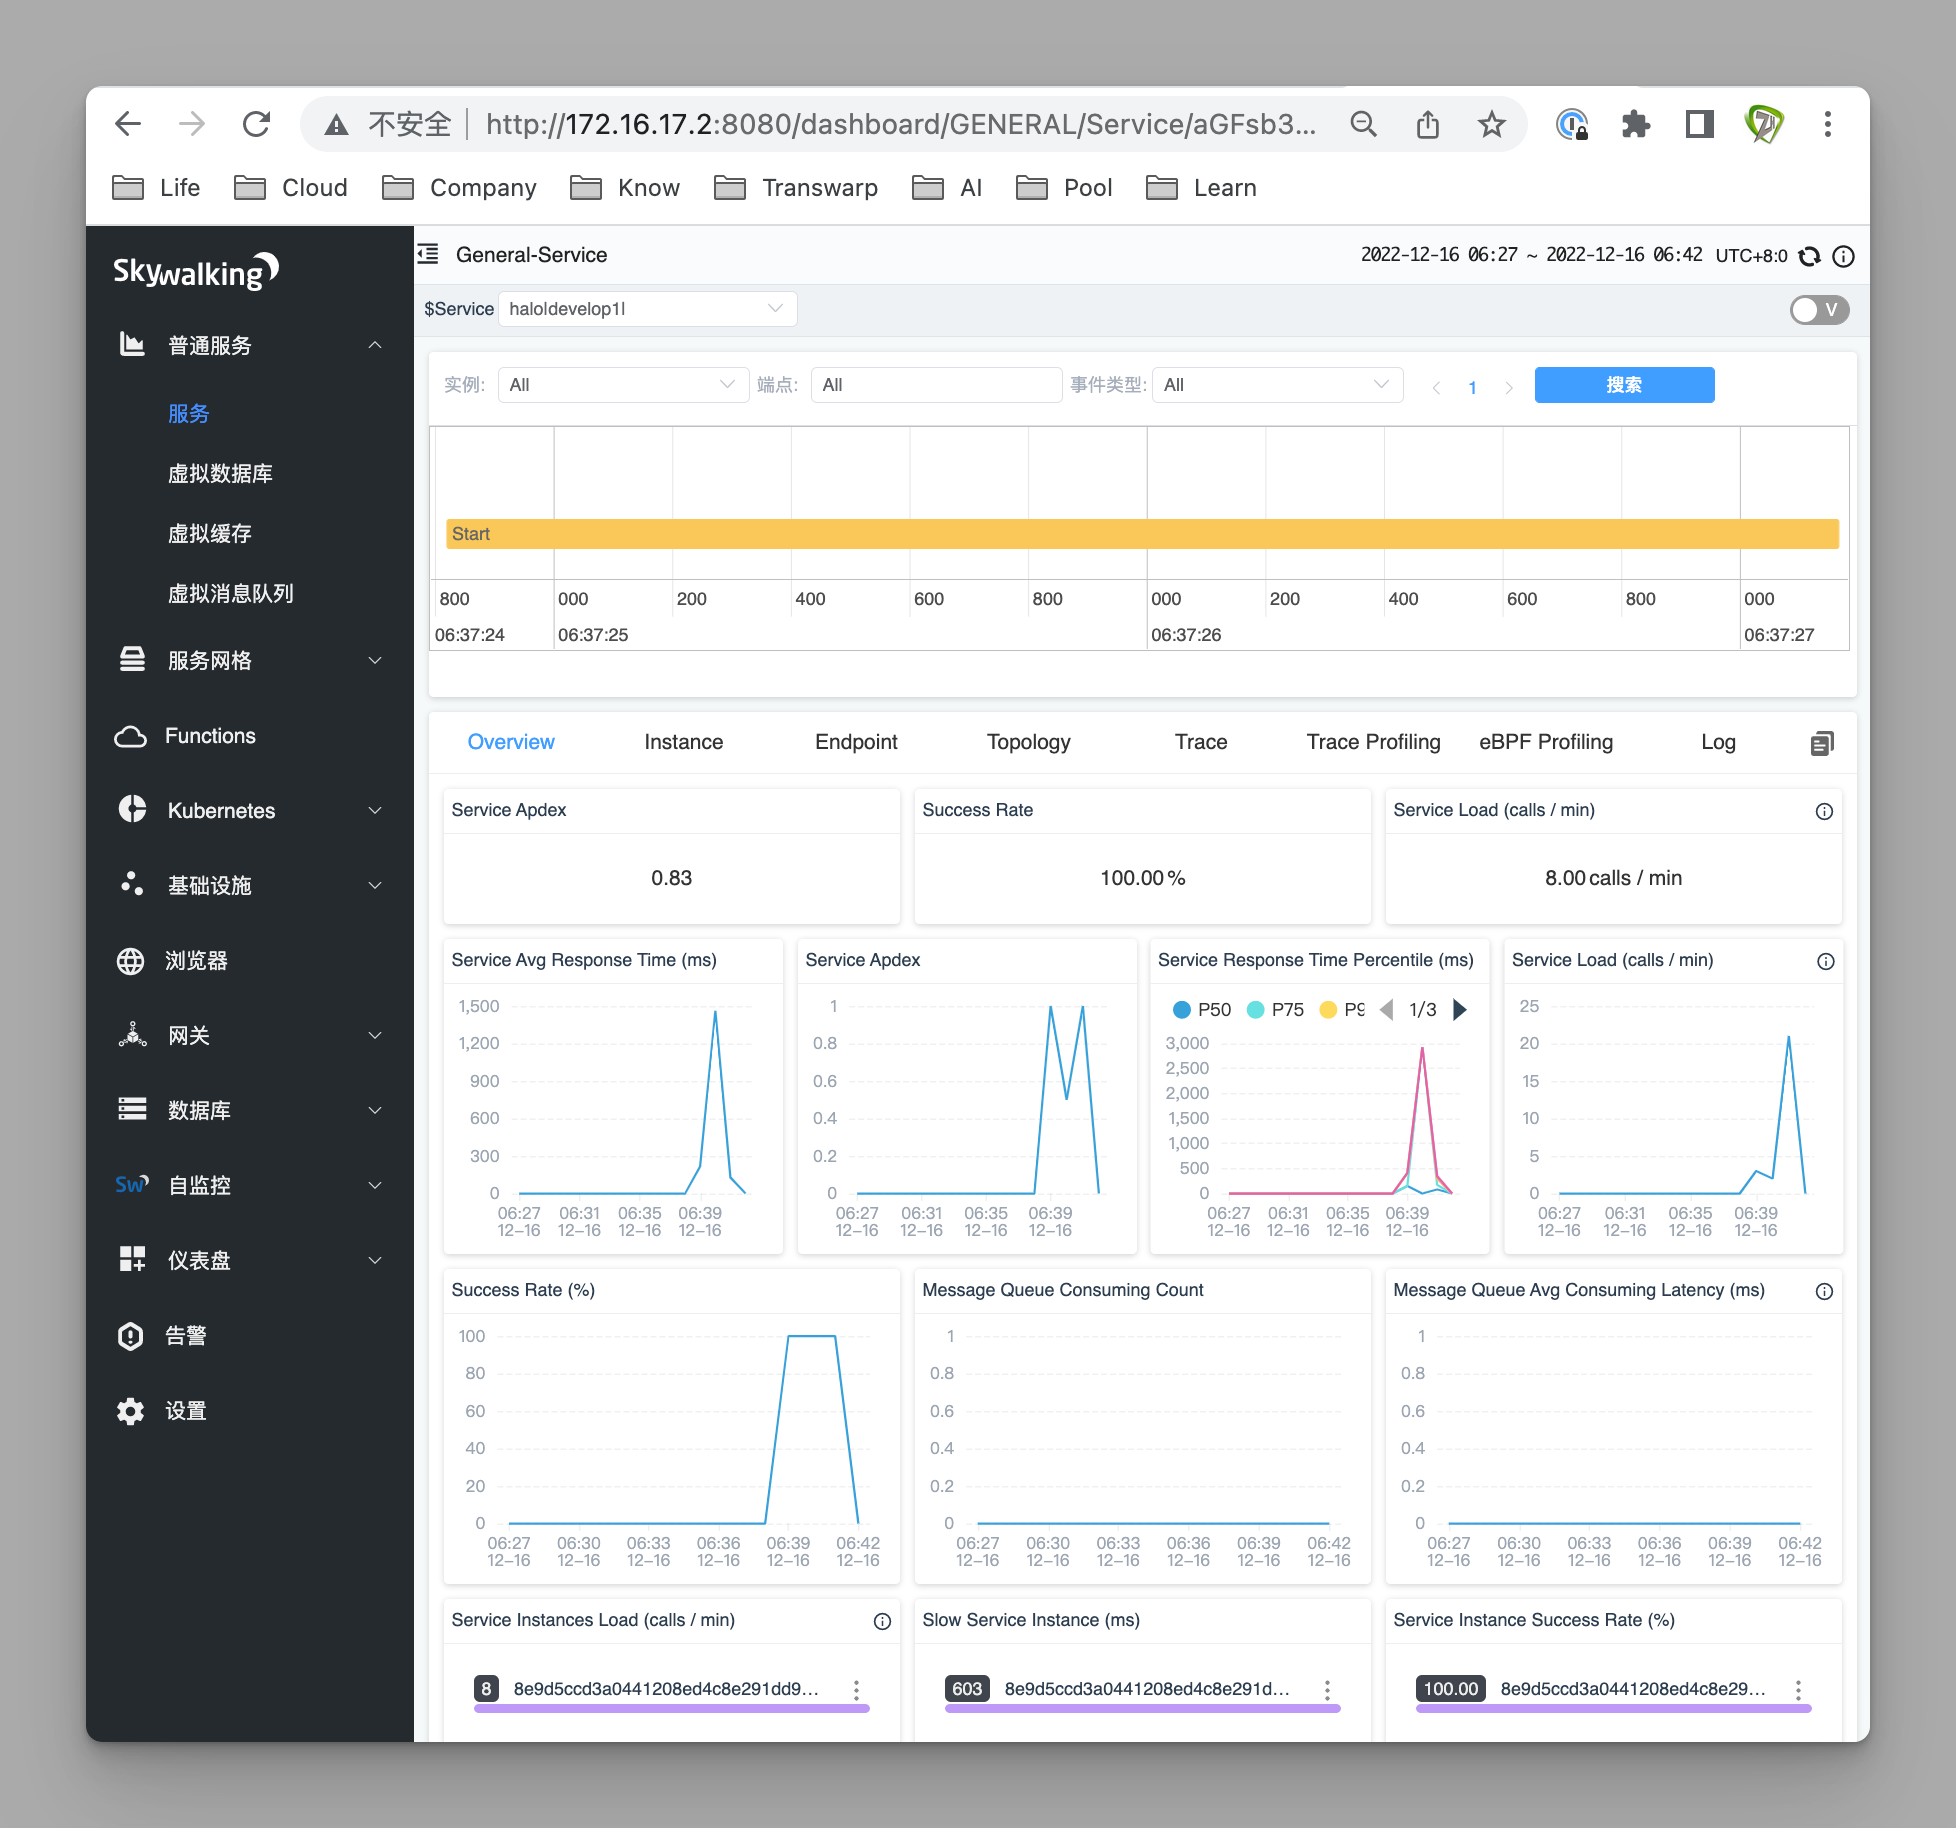 不安全 http://172.16.17.2:8080/dashboard/GENERAL/Service/aGFsb3...
Life Cloud Company Know Transwarp AI Pool Learn
Skywalking
普通服务
服务
虚拟数据库
虚拟缓存
虚拟消息队列
服务网格
Functions
Kubernetes
基础设施
浏览器
网关
数据库
Sw 自监控
仪表盘
告警
设置
General-Service 2022-12-16 06:27 ~ 2022-12-16 06:42 UTC+8:0
$Service halo|develop1| V
实例: All 端点: All 事件类型: All 1 搜索
Start
800 000 200 400 600 800 000 200 400 600 800 000
06:37:24 06:37:25 06:37:26 06:37:27
Overview Instance Endpoint Topology Trace Trace Profiling eBPF Profiling Log
Service Apdex
0.83
Success Rate
100.00 %
Service Load (calls / min)
8.00 calls / min
Service Avg Response Time (ms)
1,500
1,200
900
600
300
0
06:27 06:31 06:35 06:39
12-16 12-16 12-16 12-16
Service Apdex
1
0.8
0.6
0.4
0.2
0
06:27 06:31 06:35 06:39
12-16 12-16 12-16 12-16
Service Response Time Percentile (ms)
P50 P75 P9 1/3
3,000
2,500
2,000
1,500
1,000
500
0
06:27 06:31 06:35 06:39
12-16 12-16 12-16 12-16
Service Load (calls / min)
25
20
15
10
5
0
06:27 06:31 06:35 06:39
12-16 12-16 12-16 12-16
Success Rate (%)
100
80
60
40
20
0
06:27 06:30 06:33 06:36 06:39 06:42
12-16 12-16 12-16 12-16 12-16 12-16
Message Queue Consuming Count
1
0.8
0.6
0.4
0.2
0
06:27 06:30 06:33 06:36 06:39 06:42
12-16 12-16 12-16 12-16 12-16 12-16
Message Queue Avg Consuming Latency (ms)
1
0.8
0.6
0.4
0.2
0
06:27 06:30 06:33 06:36 06:39 06:42
12-16 12-16 12-16 12-16 12-16 12-16
Service Instances Load (calls / min)
8 8e9d5ccd3a0441208ed4c8e291dd9...
Slow Service Instance (ms)
603 8e9d5ccd3a0441208ed4c8e291d...
Service Instance Success Rate (%)
100.00 8e9d5ccd3a0441208ed4c8e29...